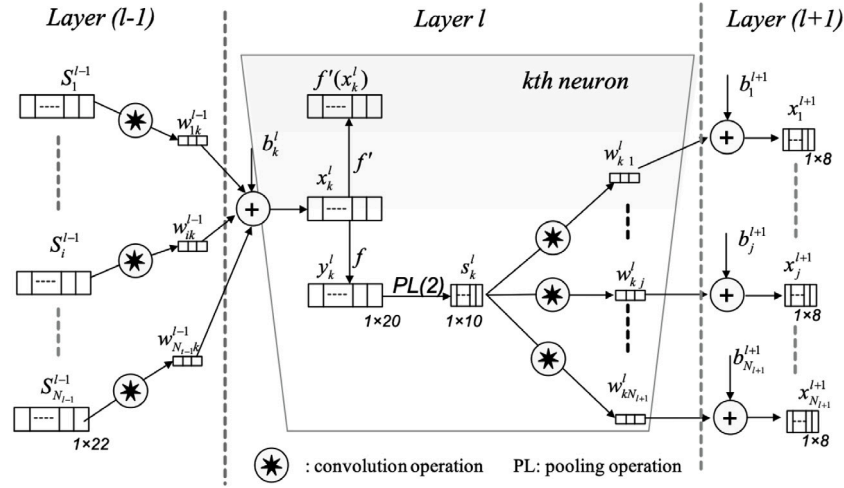 Layer (l-1)
Layer l
Layer (l+1)
S_1^{l-1}
w_{1k}^{l-1}
S_i^{l-1}
w_{ik}^{l-1}
S_{N_{l-1}}^{l-1}
w_{N_{l-1}k}^{l-1}
1×22
kth neuron
f'(x_k^l)
b_k^l
f'
x_k^l
+
f
y_k^l
1×20
PL(2)
s_k^l
1×10
w_{k1}^l
w_{kj}^l
w_{kN_{l+1}}^l
b_1^{l+1}
x_1^{l+1}
+
1×8
b_j^{l+1}
x_j^{l+1}
+
1×8
b_{N_{l+1}}^{l+1}
x_{N_{l+1}}^{l+1}
+
1×8
: convolution operation
PL: pooling operation